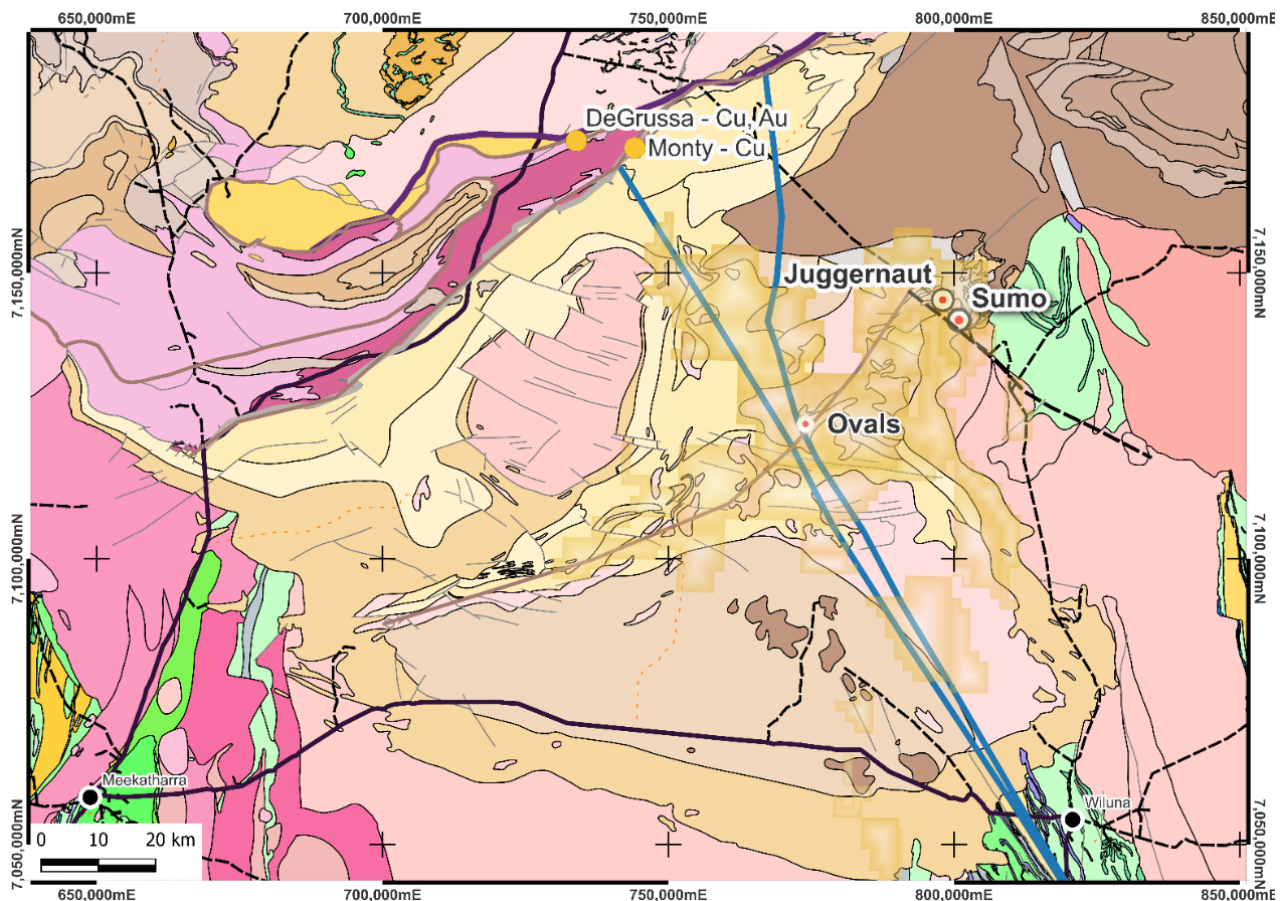 650,000mE 700,000mE 750,000mE 800,000mE 850,000mE
DeGrussa - Cu, Au
Monty - Cu
7,150,000mN
7,150,000mN
Juggernaut
Sumo
Ovals
7,100,000mN
7,100,000mN
Meekatharra
Wiluna
0 10 20 km
7,050,000mN
7,050,000mN
650,000mE 700,000mE 750,000mE 800,000mE 850,000mE